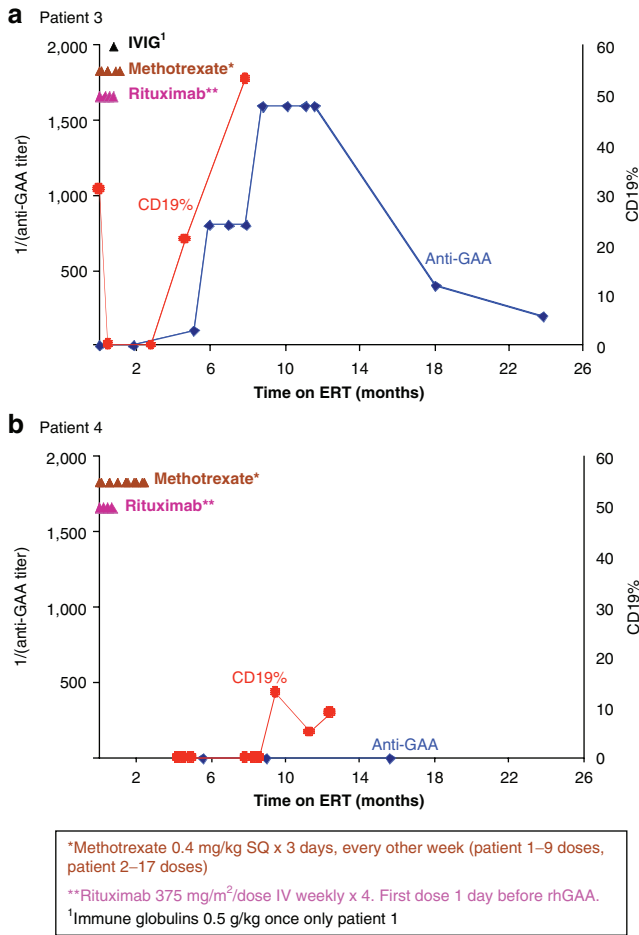 a Patient 3
2,000
1,500
1,000
500
1/(anti-GAA titer)
IVIG1
Methotrexate*
Rituximab**
CD19%
Anti-GAA
60
50
40
30
20
10
0
CD19%
2 6 10 14 18 22 26
Time on ERT (months)
b Patient 4
2,000
1,500
1,000
500
1/(anti-GAA titer)
Methotrexate*
Rituximab**
CD19%
Anti-GAA
60
50
40
30
20
10
0
CD19%
2 6 10 14 18 22 26
Time on ERT (months)
*Methotrexate 0.4 mg/kg SQ x 3 days, every other week (patient 1–9 doses,
patient 2–17 doses)
**Rituximab 375 mg/m2/dose IV weekly x 4. First dose 1 day before rhGAA.
1Immune globulins 0.5 g/kg once only patient 1